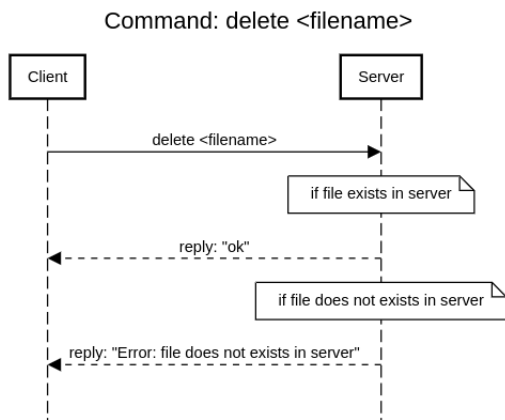 Command: delete <filename>
Client
Server
delete <filename>
if file exists in server
reply: "ok"
if file does not exists in server
reply: "Error: file does not exists in server"